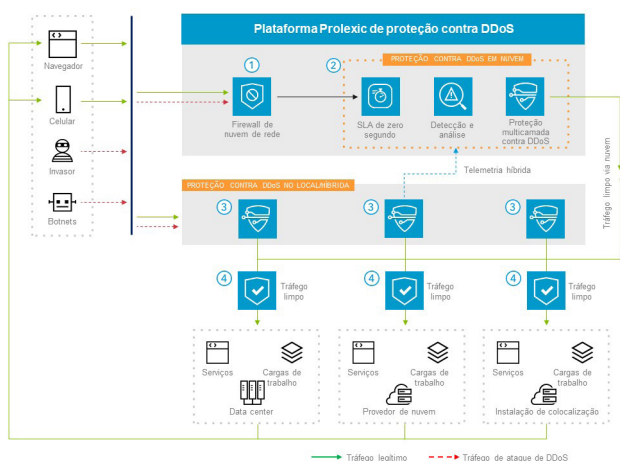 Plataforma Prolexic de proteção contra DDoS
Navegador
Celular
Invasor
Botnets
1
Firewall de
nuvem de rede
2
PROTEÇÃO CONTRA DDoS EM NUVEM
SLA de zero
segundo
Detecção e
análise
Proteção
multicamada
contra DDoS
Telemetria híbrida
Tráfego limpo via nuvem
PROTEÇÃO CONTRA DDoS NO LOCAL/HÍBRIDA
3
3
3
4
Tráfego
limpo
4
Tráfego
limpo
4
Tráfego
limpo
Serviços
Cargas de
trabalho
Data center
Serviços
Cargas de
trabalho
Provedor de nuvem
Serviços
Cargas de
trabalho
Instalação de colocalização
Tráfego legítimo
Tráfego de ataque de DDoS